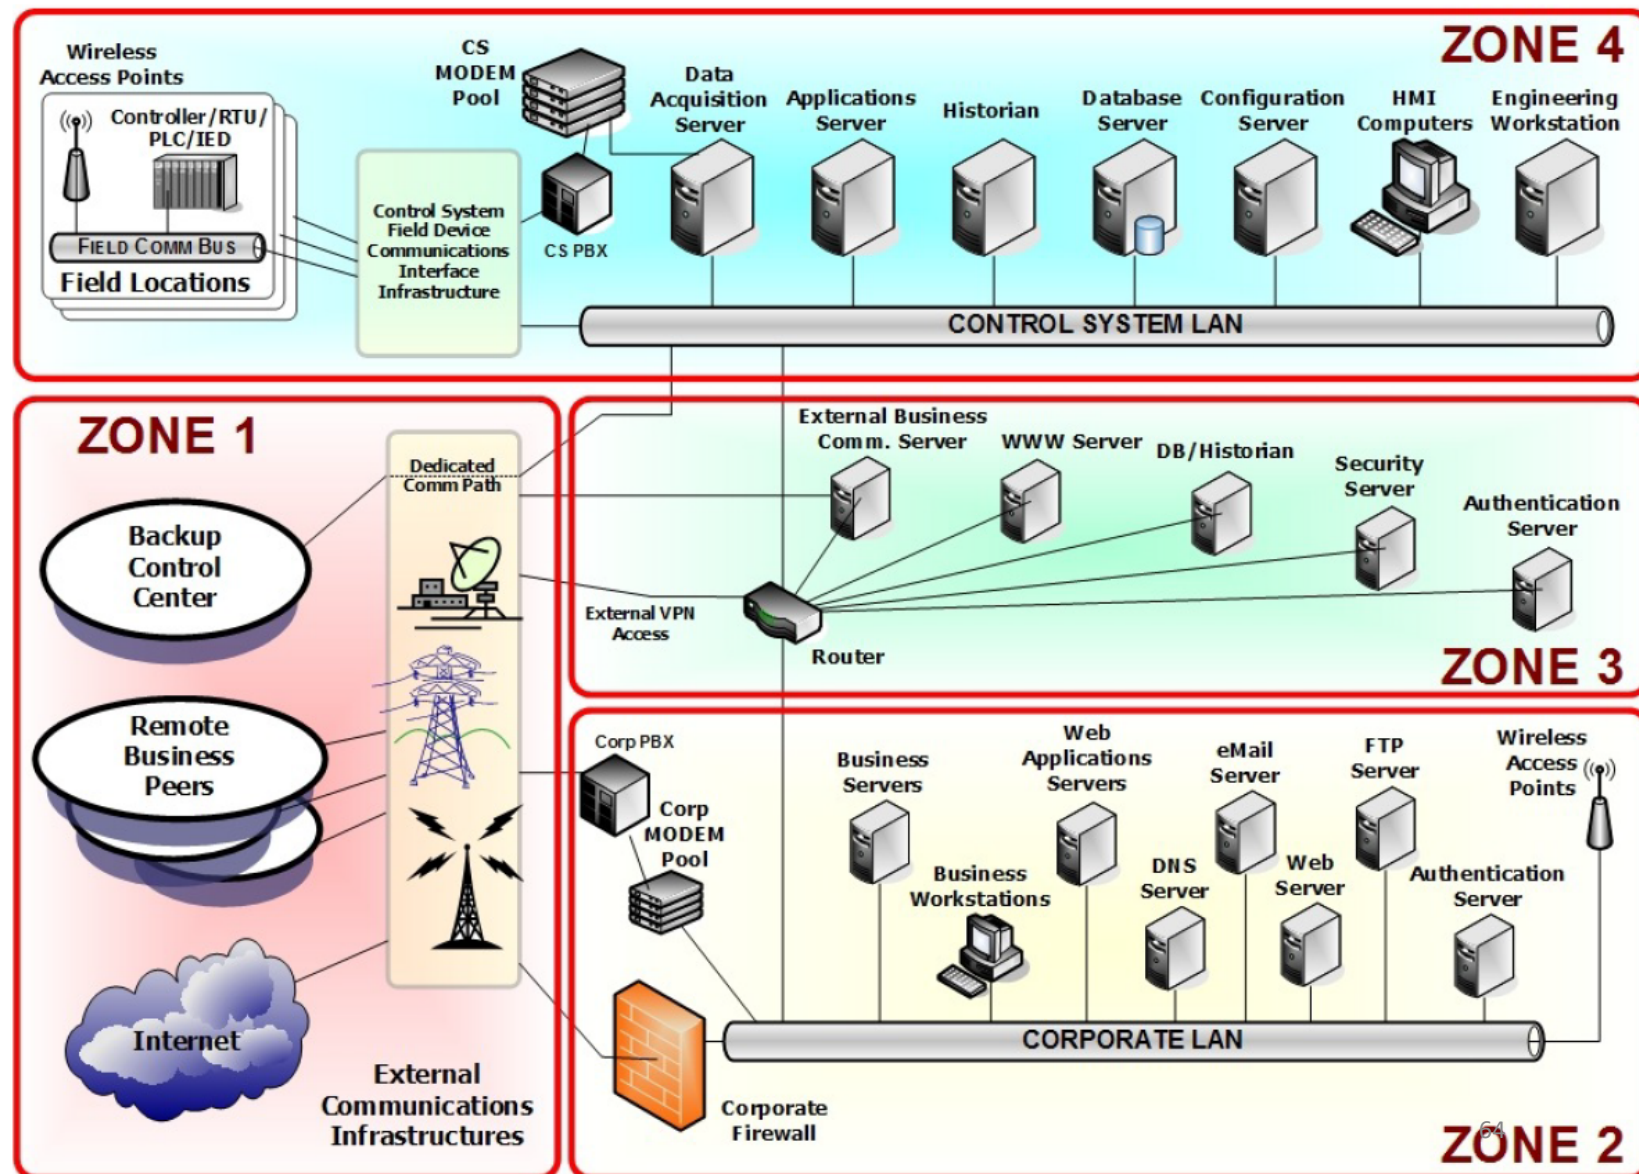 ZONE 4
Wireless
Access Points
Controller/RTU/
PLC/IED
FIELD COMM BUS
Field Locations
Control System
Field Device
Communications
Interface
Infrastructure
CS
MODEM
Pool
CS PBX
Data
Acquisition
Server
Applications
Server
Historian
Database
Server
Configuration
Server
HMI
Computers
Engineering
Workstation
CONTROL SYSTEM LAN
ZONE 1
Dedicated
Comm Path
Backup
Control
Center
Remote
Business
Peers
Internet
External
Communications
Infrastructures
External Business
Comm. Server
WWW Server
DB/Historian
Security
Server
Authentication
Server
External VPN
Access
Router
ZONE 3
Corp PBX
Corp
MODEM
Pool
Business
Servers
Business
Workstations
Web
Applications
Servers
DNS
Server
eMail
Server
Web
Server
FTP
Server
Authentication
Server
Wireless
Access
Points
CORPORATE LAN
Corporate
Firewall
64
ZONE 2